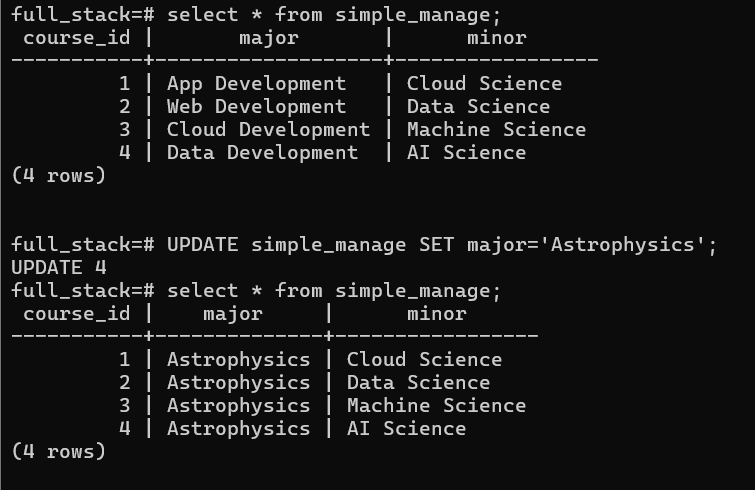 full_stack=# select * from simple_manage;
 course_id |       major       |      minor
-----------+-------------------+-----------------
         1 | App Development   | Cloud Science
         2 | Web Development   | Data Science
         3 | Cloud Development | Machine Science
         4 | Data Development  | AI Science
(4 rows)
full_stack=# UPDATE simple_manage SET major='Astrophysics';
UPDATE 4
full_stack=# select * from simple_manage;
 course_id |    major     |      minor
-----------+--------------+-----------------
         1 | Astrophysics | Cloud Science
         2 | Astrophysics | Data Science
         3 | Astrophysics | Machine Science
         4 | Astrophysics | AI Science
(4 rows)